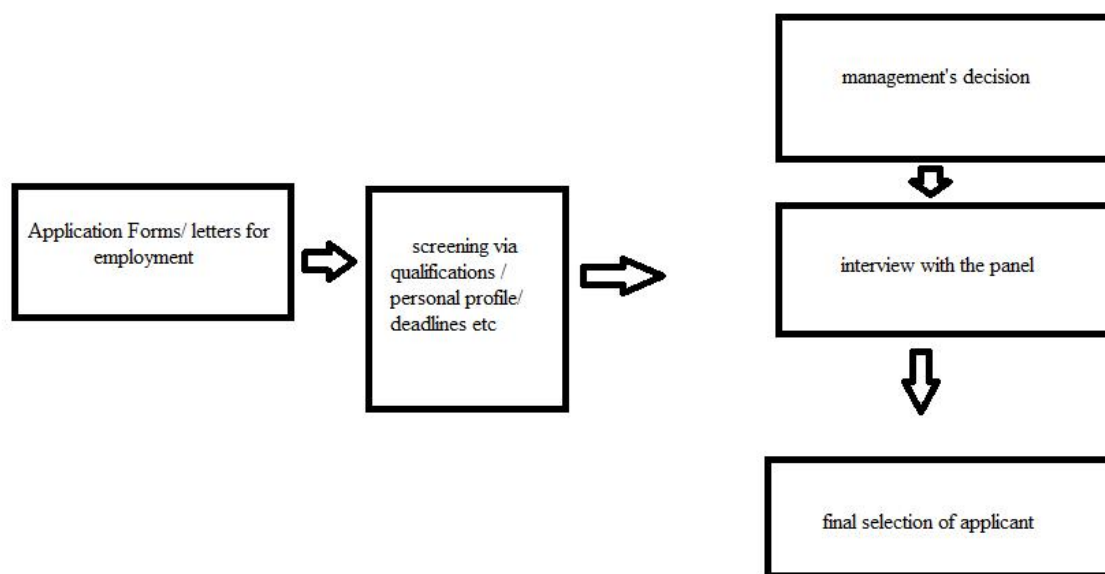 Application Forms/ letters for
employment
screening via
qualifications /
personal profile/
deadlines etc
management's decision
interview with the panel
final selection of applicant